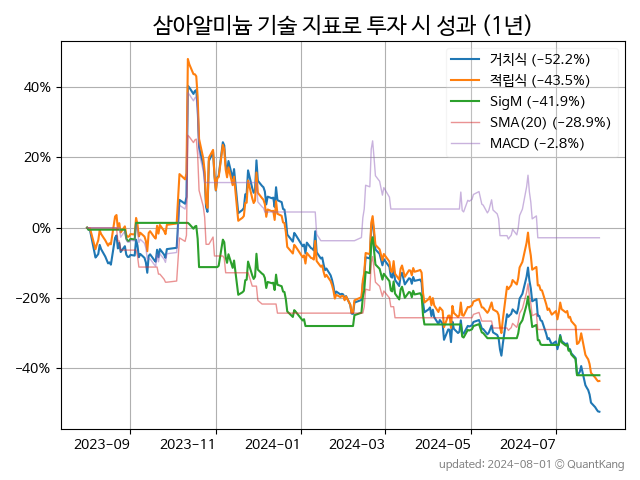 삼아알미늄 기술 지표로 투자 시 성과 (1년)
거치식 (−52.2%)
적립식 (−43.5%)
SigM (−41.9%)
SMA(20) (−28.9%)
MACD (−2.8%)
40%
20%
0%
−20%
−40%
2023-09 2023-11 2024-01 2024-03 2024-05 2024-07
updated: 2024-08-01 @ QuantKang